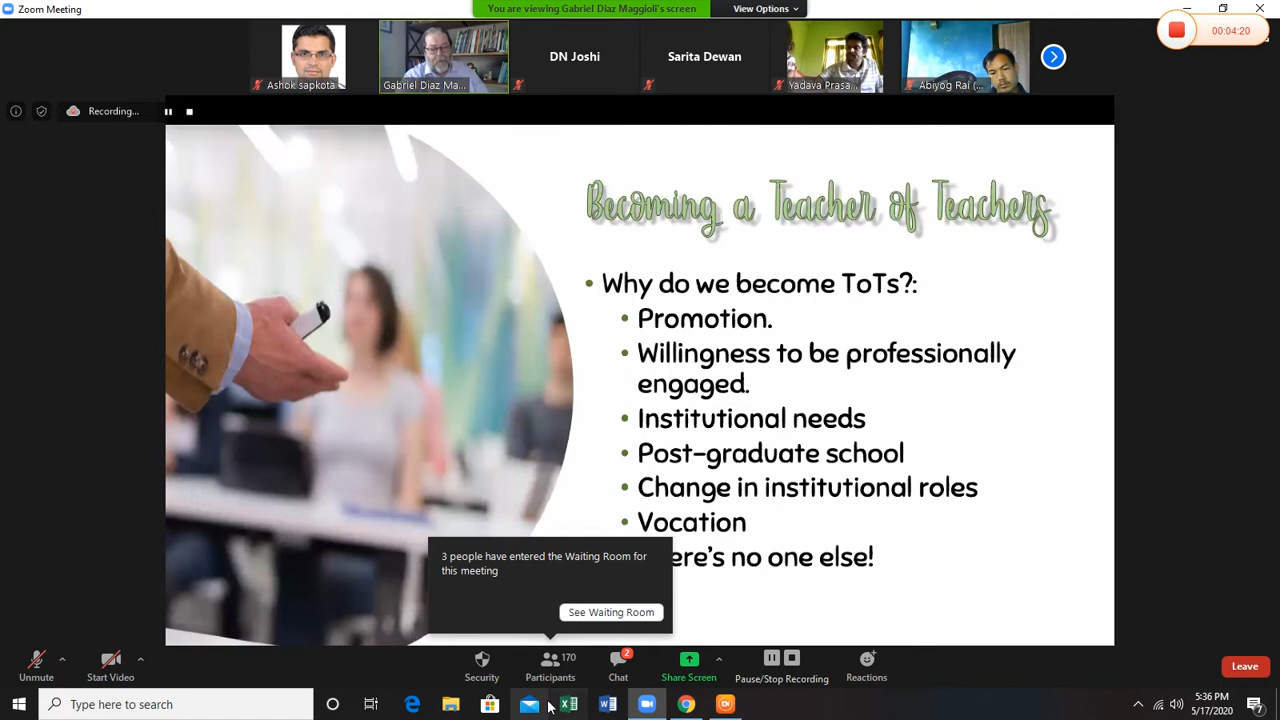 Zoom Meeting
You are viewing Gabriel Diaz Maggioli's screen
View Options
00:04:20
Ashok sapkota
Gabriel Diaz Ma...
DN Joshi
Sarita Dewan
Yadava Prasa...
Abiyog Rai (...
Recording...
Becoming a Teacher of Teachers
• Why do we become ToTs?:
• Promotion.
• Willingness to be professionally
engaged.
• Institutional needs
• Post-graduate school
• Change in institutional roles
• Vocation
ere's no one else!
3 people have entered the Waiting Room for
this meeting
See Waiting Room
Unmute
Start Video
Security
170
Participants
2
Chat
Share Screen
Pause/Stop Recording
Reactions
Leave
Type here to search
5:36 PM
5/17/2020
7